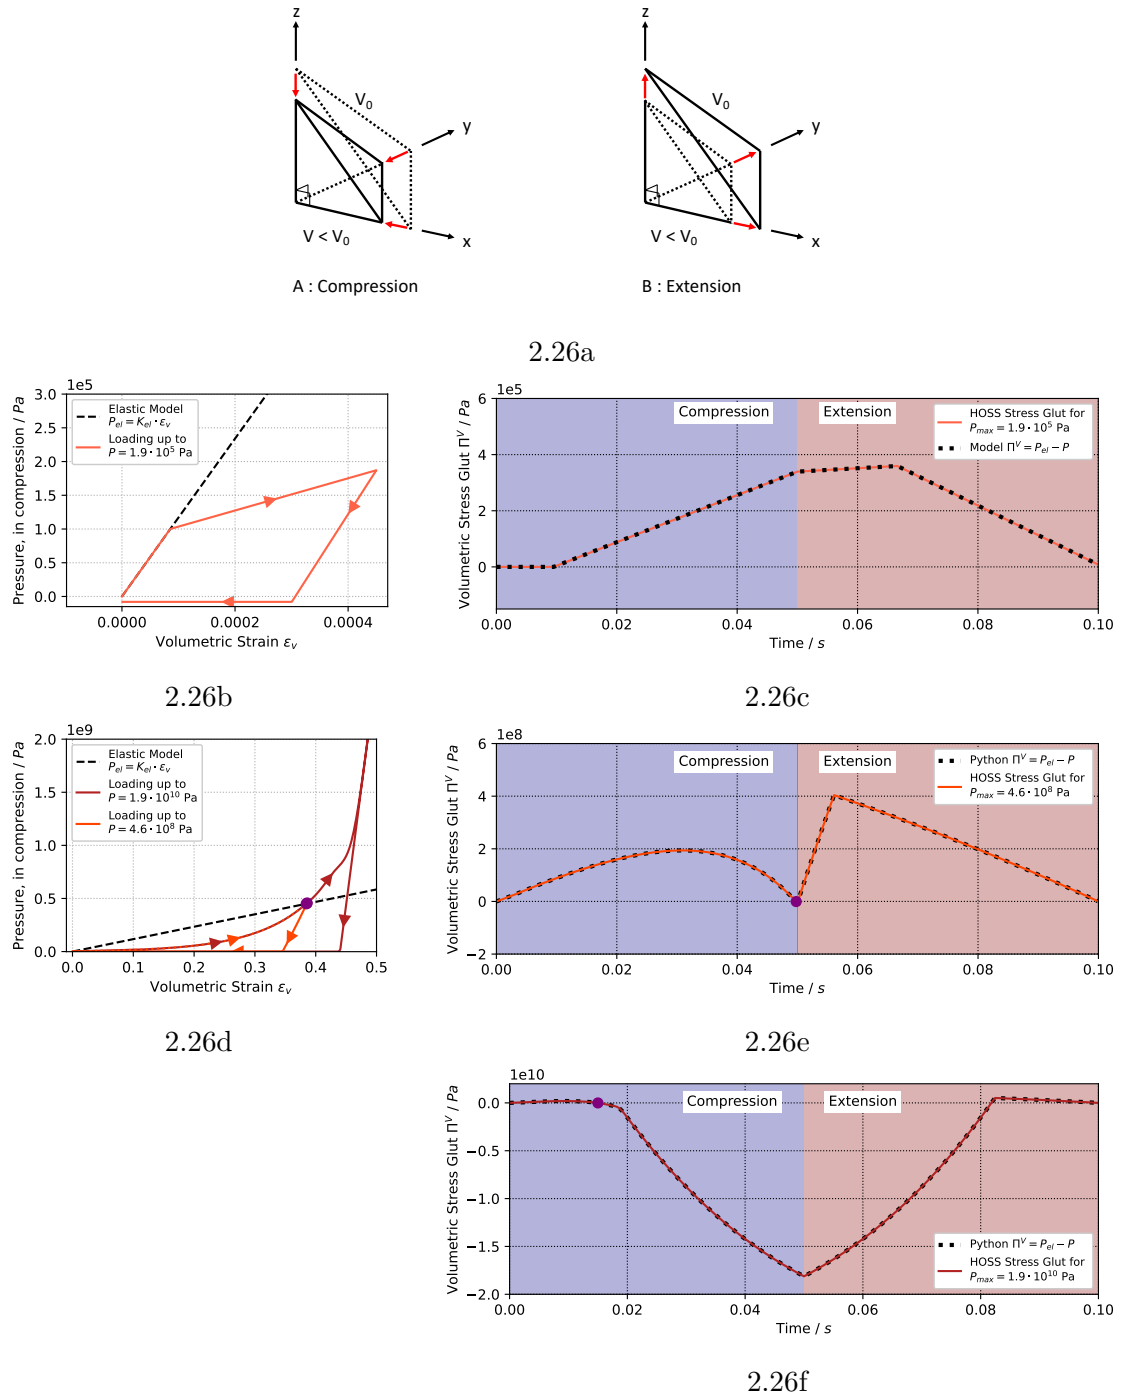 z
z
V0
V0
y
y
V < V0
x
V < V0
x
A : Compression
B : Extension
2.26a
1e5
Pressure, in compression / Pa
3.0
2.5
2.0
1.5
1.0
0.5
0.0
Elastic Model
Pel = Kel · εv
Loading up to
P = 1.9 · 10^5 Pa
0.0000
0.0002
0.0004
Volumetric Strain εv
2.26b
1e5
Volumetric Stress Glut Π^V / Pa
6
4
2
0
Compression
Extension
HOSS Stress Glut for
Pmax = 1.9 · 10^5 Pa
Model Π^V = Pel − P
0.00
0.02
0.04
0.06
0.08
0.10
Time / s
2.26c
1e9
Pressure, in compression / Pa
2.0
1.5
1.0
0.5
0.0
Elastic Model
Pel = Kel · εv
Loading up to
P = 1.9 · 10^10 Pa
Loading up to
P = 4.6 · 10^8 Pa
0.0
0.1
0.2
0.3
0.4
0.5
Volumetric Strain εv
2.26d
1e8
Volumetric Stress Glut Π^V / Pa
6
4
2
0
−2
Compression
Extension
Python Π^V = Pel − P
HOSS Stress Glut for
Pmax = 4.6 · 10^8 Pa
0.00
0.02
0.04
0.06
0.08
0.10
Time / s
2.26e
1e10
Volumetric Stress Glut Π^V / Pa
0.0
−0.5
−1.0
−1.5
−2.0
Compression
Extension
Python Π^V = Pel − P
HOSS Stress Glut for
Pmax = 1.9 · 10^10 Pa
0.00
0.02
0.04
0.06
0.08
0.10
Time / s
2.26f